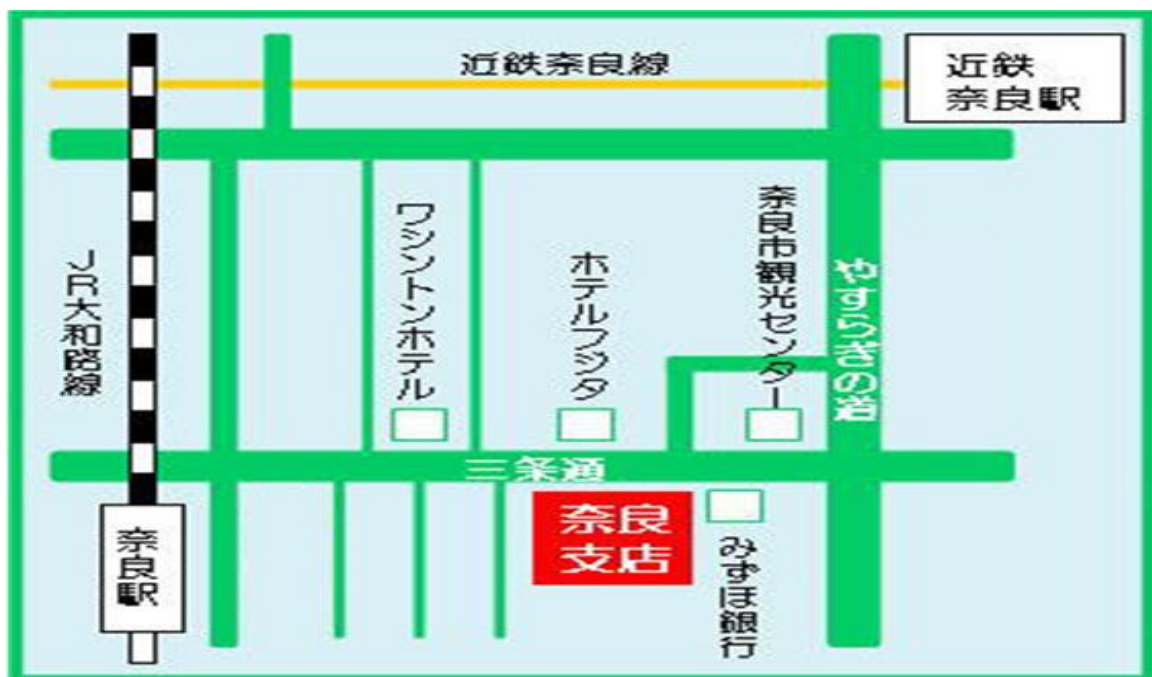 近鉄奈良線
近鉄
奈良駅
奈良市観光センター
ワシントンホテル
ホテルフジタ
JR大和路線
やすらぎの道
三条通
奈良
支店
みずほ銀行
奈良駅